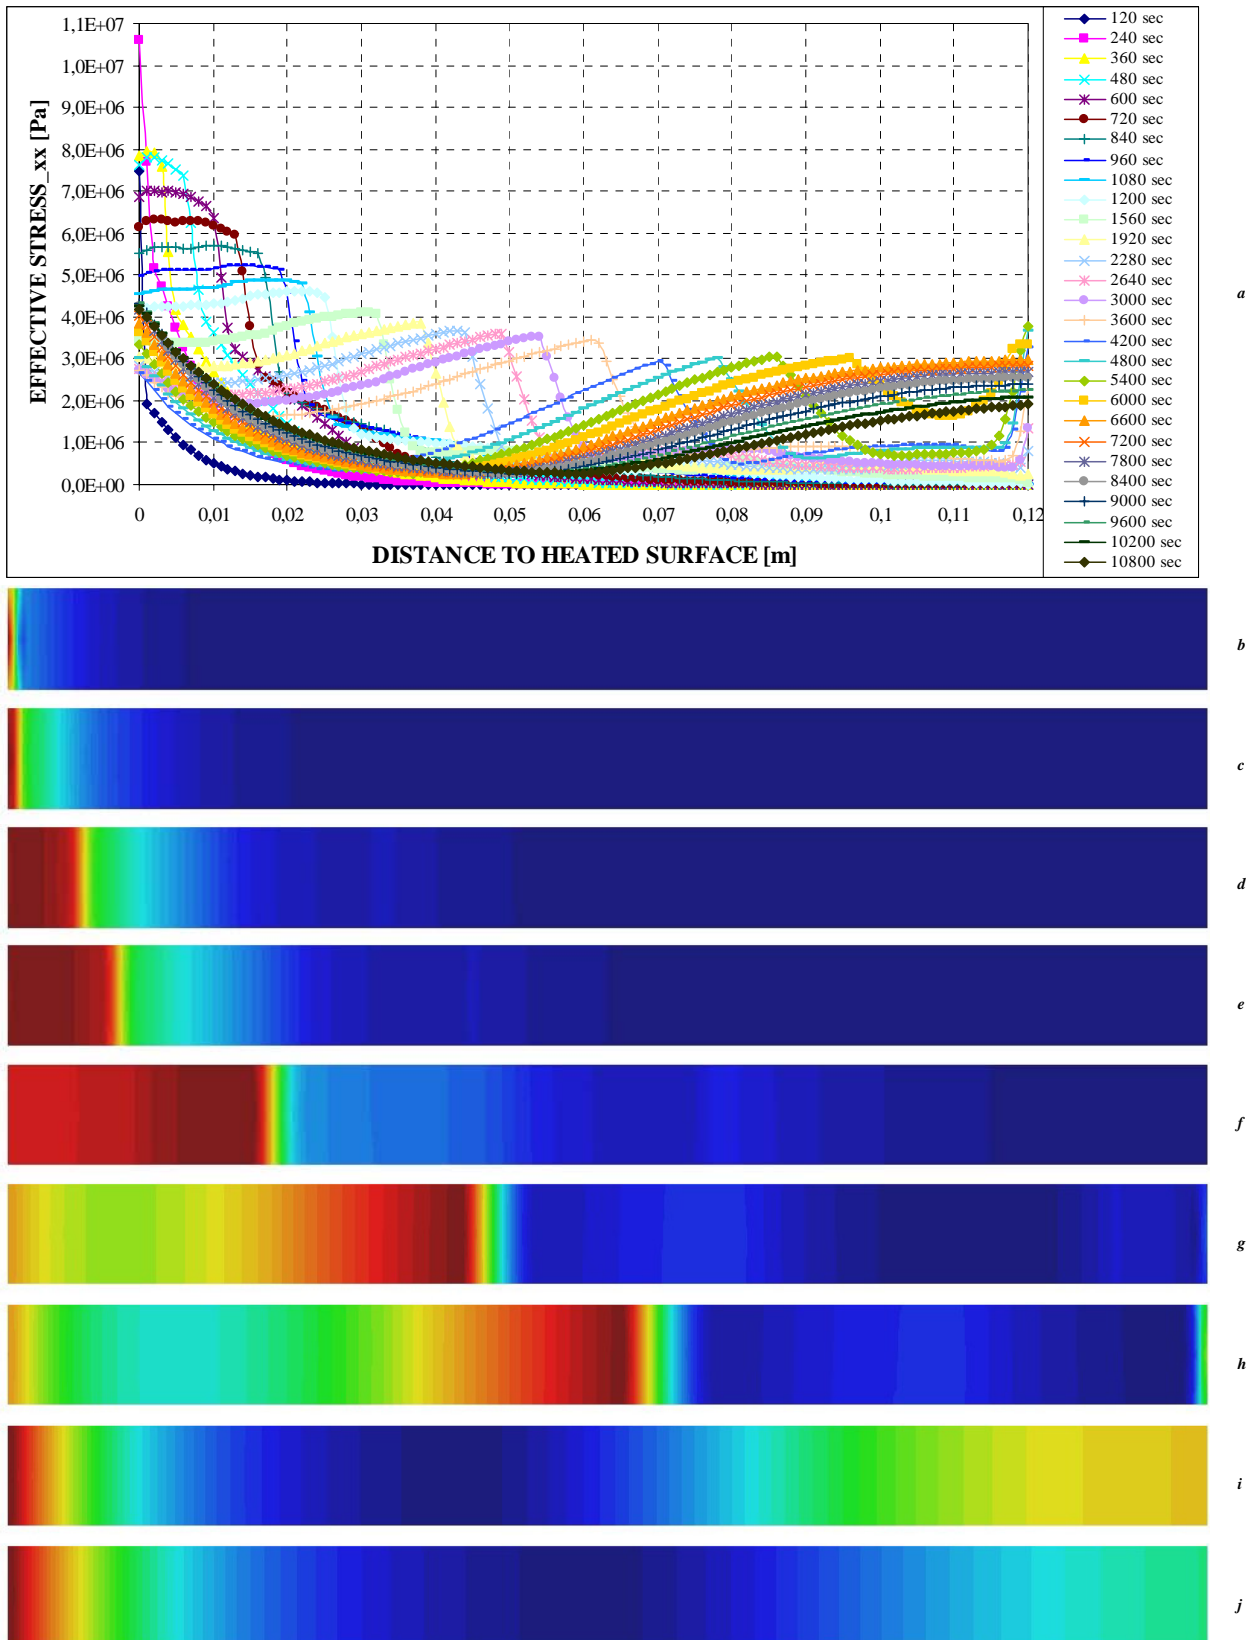 EFFECTIVE STRESS_xx [Pa]
1,1E+07
1,0E+07
9,0E+06
8,0E+06
7,0E+06
6,0E+06
5,0E+06
4,0E+06
3,0E+06
2,0E+06
1,0E+06
0,0E+00
0 0,01 0,02 0,03 0,04 0,05 0,06 0,07 0,08 0,09 0,1 0,11 0,12
DISTANCE TO HEATED SURFACE [m]
120 sec
240 sec
360 sec
480 sec
600 sec
720 sec
840 sec
960 sec
1080 sec
1200 sec
1560 sec
1920 sec
2280 sec
2640 sec
3000 sec
3600 sec
4200 sec
4800 sec
5400 sec
6000 sec
6600 sec
7200 sec
7800 sec
8400 sec
9000 sec
9600 sec
10200 sec
10800 sec
a
b
c
d
e
f
g
h
i
j